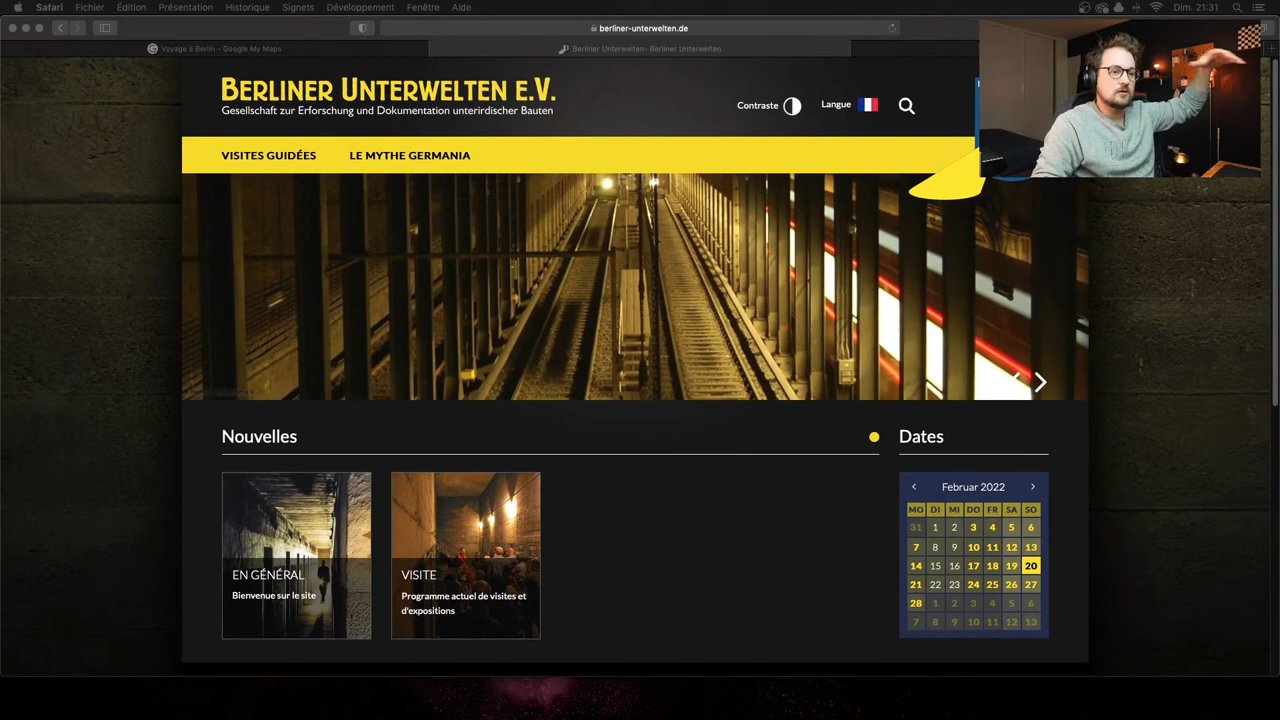 Safari Fichier Édition Présentation Historique Signets Développement Fenêtre Aide Dim. 21:31
berliner-unterwelten.de
Voyage à Berlin – Google My Maps
Berliner Unterwelten- Berliner Unterwelten
BERLINER UNTERWELTEN E.V.
Gesellschaft zur Erforschung und Dokumentation unterirdischer Bauten
Contraste
Langue
VISITES GUIDÉES LE MYTHE GERMANIA
Nouvelles
EN GÉNÉRAL
Bienvenue sur le site
VISITE
Programme actuel de visites et
d'expositions
Dates
Februar 2022
MO DI MI DO FR SA SO
31 1 2 3 4 5 6
7 8 9 10 11 12 13
14 15 16 17 18 19 20
21 22 23 24 25 26 27
28 1 2 3 4 5 6
7 8 9 10 11 12 13